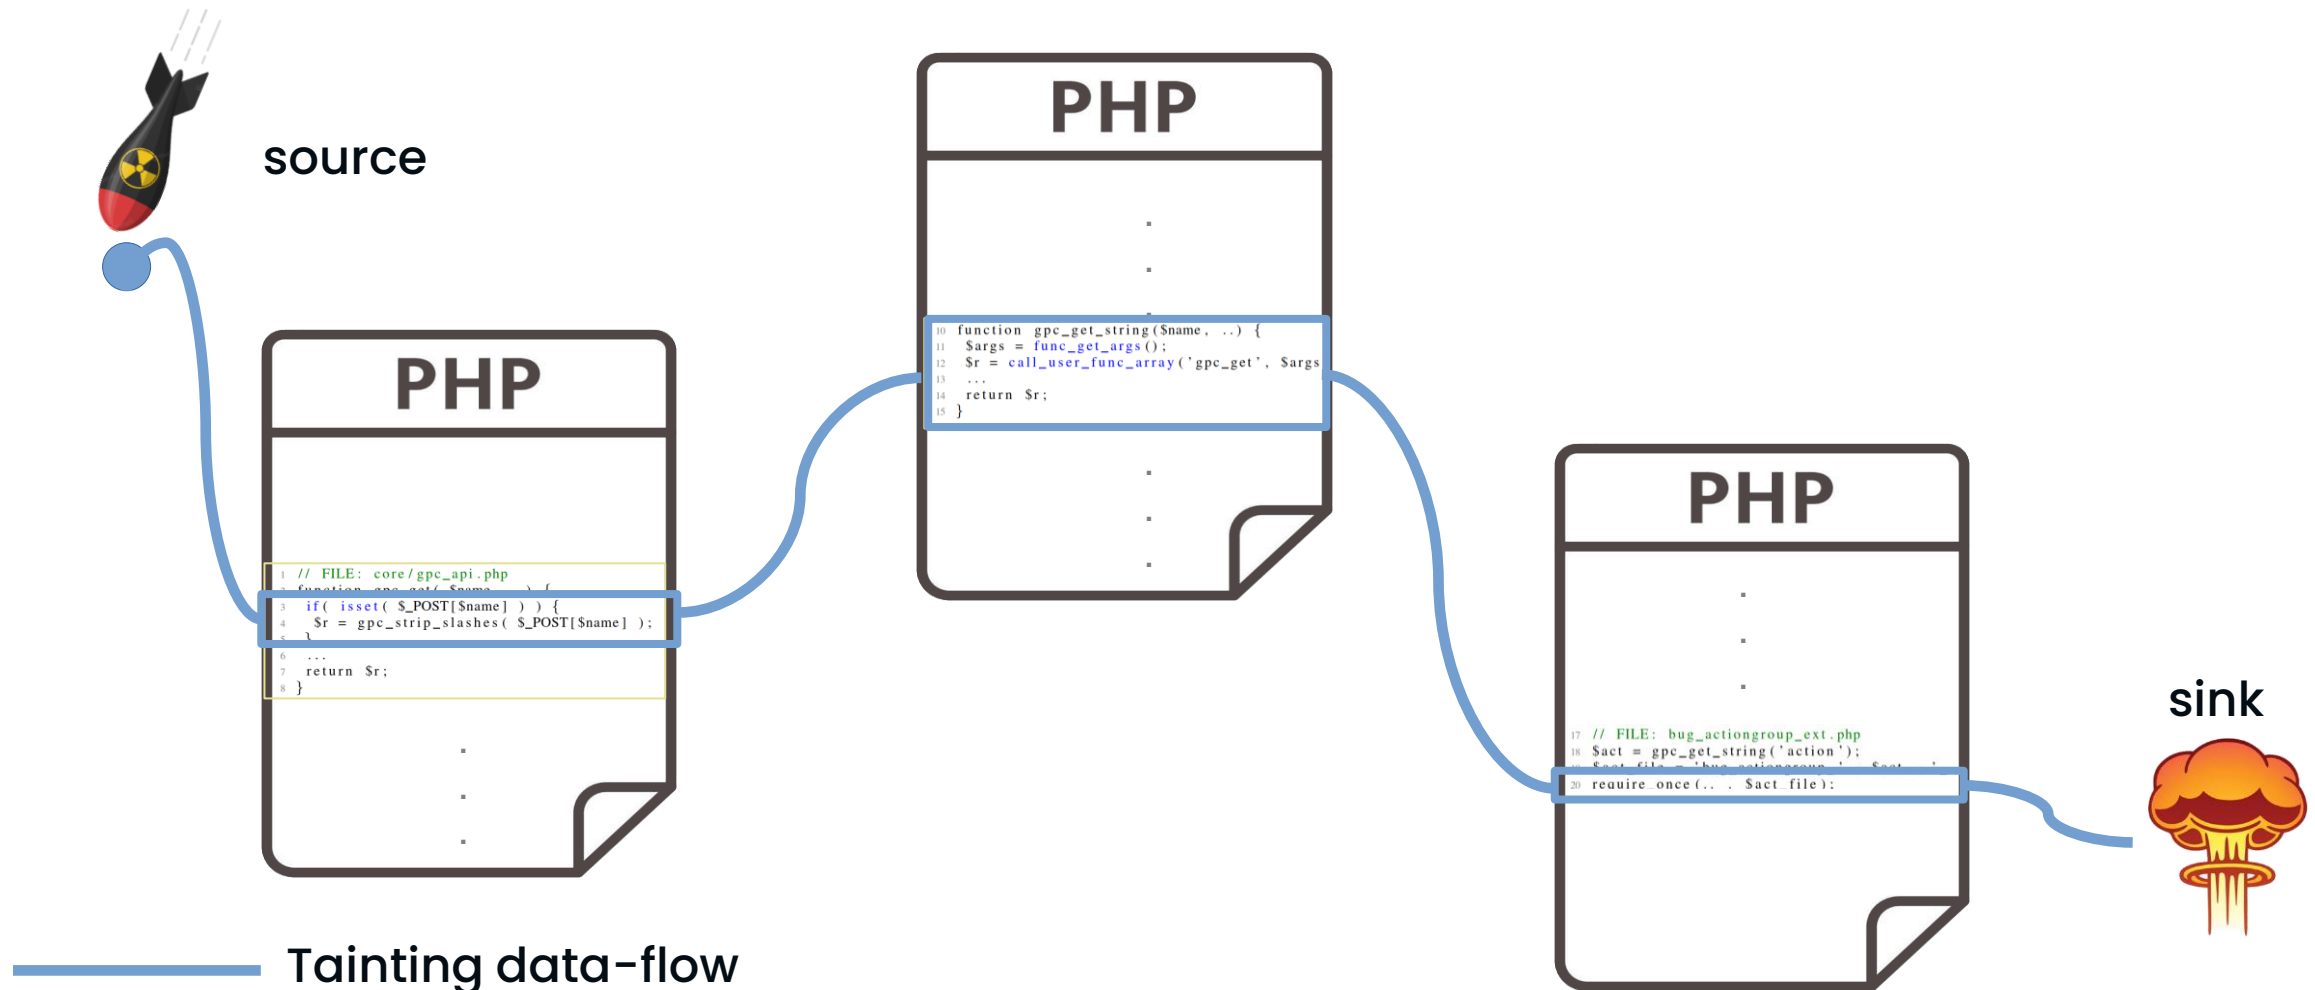 source
PHP
1 // FILE: core/gpc_api.php
3 if( isset( $_POST[$name] ) ) {
4 $r = gpc_strip_slashes( $_POST[$name] );
5 }
6 ...
7 return $r;
8 }
PHP
10 function gpc_get_string($name, ..) {
11 $args = func_get_args();
12 $r = call_user_func_array('gpc_get', $args
13 ...
14 return $r;
15 }
PHP
17 // FILE: bug_actiongroup_ext.php
18 $act = gpc_get_string('action');
20 require_once(.. . $act_file);
sink
Tainting data-flow